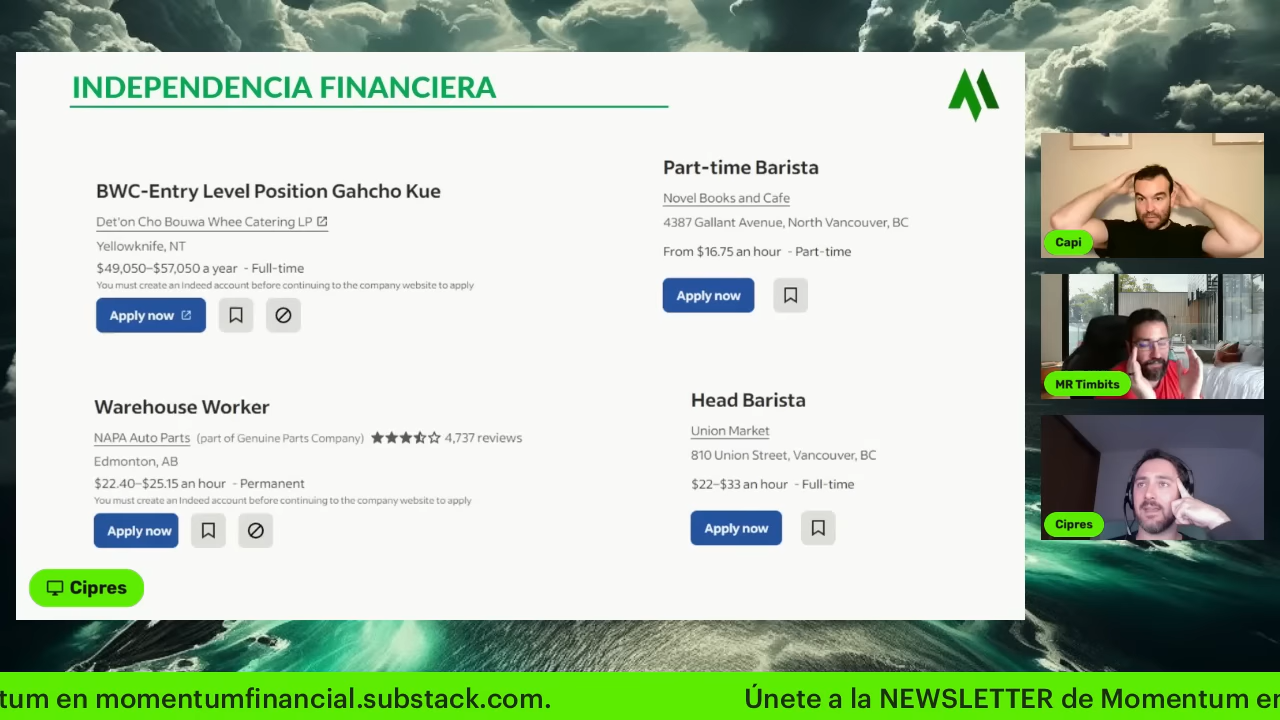 INDEPENDENCIA FINANCIERA
BWC-Entry Level Position Gahcho Kue
Det'on Cho Bouwa Whee Catering LP
Yellowknife, NT
$49,050–$57,050 a year - Full-time
You must create an Indeed account before continuing to the company website to apply
Apply now
Part-time Barista
Novel Books and Cafe
4387 Gallant Avenue, North Vancouver, BC
From $16.75 an hour - Part-time
Apply now
Warehouse Worker
NAPA Auto Parts (part of Genuine Parts Company) 4,737 reviews
Edmonton, AB
$22.40–$25.15 an hour - Permanent
You must create an Indeed account before continuing to the company website to apply
Apply now
Head Barista
Union Market
810 Union Street, Vancouver, BC
$22–$33 an hour - Full-time
Apply now
Cipres
Capi
MR Timbits
Cipres
tum en momentumfinancial.substack.com. Únete a la NEWSLETTER de Momentum en